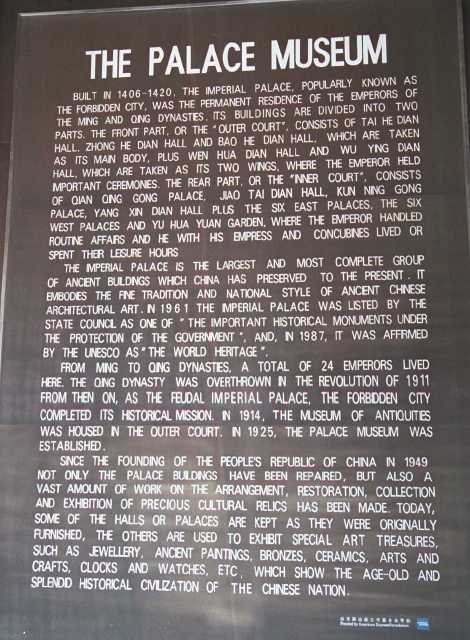 THE PALACE MUSEUM
BUILT IN 1406-1420, THE IMPERIAL PALACE, POPULARLY KNOWN AS
THE FORBIDDEN CITY, WAS THE PERMANENT RESIDENCE OF THE EMPERORS OF
THE MING AND QING DYNASTIES. ITS BUILDINGS ARE DIVIDED INTO TWO
PARTS. THE FRONT PART, OR THE "OUTER COURT", CONSISTS OF TAI HE DIAN
HALL, ZHONG HE DIAN HALL AND BAO HE DIAN HALL, WHICH ARE TAKEN
AS ITS MAIN BODY, PLUS WEN HUA DIAN HALL AND WU YING DIAN
HALL, WHICH ARE TAKEN AS ITS TWO WINGS, WHERE THE EMPEROR HELD
IMPORTANT CEREMONIES. THE REAR PART, OR THE "INNER COURT", CONSISTS
OF QIAN QING GONG PALACE, JIAO TAI DIAN HALL, KUN NING GONG
PALACE, YANG XIN DIAN HALL PLUS THE SIX EAST PALACES, THE SIX
WEST PALACES AND YU HUA YUAN GARDEN, WHERE THE EMPEROR HANDLED
ROUTINE AFFAIRS AND HE WITH HIS EMPRESS AND CONCUBINES LIVED OR
SPENT THER LEISURE HOURS
THE IMPERIAL PALACE IS THE LARGEST AND MOST COMPLETE GROUP
OF ANCIENT BUILDINGS WHICH CHINA HAS PRESERVED TO THE PRESENT. IT
EMBODIES THE FINE TRADITION AND NATIONAL STYLE OF ANCIENT CHINESE
ARCHITECTURAL ART. IN 1961 THE IMPERIAL PALACE WAS LISTED BY THE
STATE COUNCIL AS ONE OF "THE IMPORTANT HISTORICAL MONUMENTS UNDER
THE PROTECTION OF THE GOVERNMENT", AND, IN 1987, IT WAS AFFIRMED
BY THE UNESCO AS "THE WORLD HERITAGE".
FROM MING TO QING DYNASTIES, A TOTAL OF 24 EMPERORS LIVED
HERE. THE QING DYNASTY WAS OVERTHROWN IN THE REVOLUTION OF 1911
FROM THEN ON, AS THE FEUDAL IMPERIAL PALACE, THE FORBIDDEN CITY
COMPLETED ITS HISTORICAL MISSION. IN 1914, THE MUSEUM OF ANTIQUITIES
WAS HOUSED IN THE OUTER COURT. IN 1925, THE PALACE MUSEUM WAS
ESTABLISHED.
SINCE THE FOUNDING OF THE PEOPLE'S REPUBLIC OF CHINA IN 1949
NOT ONLY THE PALACE BUILDINGS HAVE BEEN REPAIRED, BUT ALSO A
VAST AMOUNT OF WORK ON THE ARRANGEMENT, RESTORATION, COLLECTION
AND EXHIBITION OF PRECIOUS CULTURAL RELICS HAS BEEN MADE. TODAY,
SOME OF THE HALLS OR PALACES ARE KEPT AS THEY WERE ORIGINALLY
FURNISHED, THE OTHERS ARE USED TO EXHIBIT SPECIAL ART TREASURES,
SUCH AS JEWELLERY, ANCIENT PAINTINGS, BRONZES, CERAMICS, ARTS AND
CRAFTS, CLOCKS AND WATCHES, ETC, WHICH SHOW THE AGE-OLD AND
SPLENDID HISTORICAL CIVILIZATION OF THE CHINESE NATION.